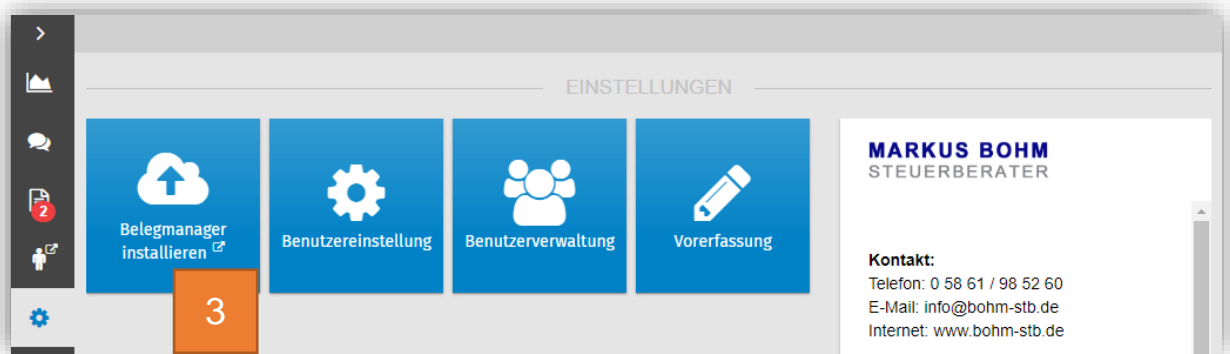 EINSTELLUNGEN
2
Belegmanager
installieren
Benutzereinstellung
Benutzerverwaltung
Vorerfassung
3
MARKUS BOHM
STEUERBERATER
Kontakt:
Telefon: 0 58 61 / 98 52 60
E-Mail: info@bohm-stb.de
Internet: www.bohm-stb.de